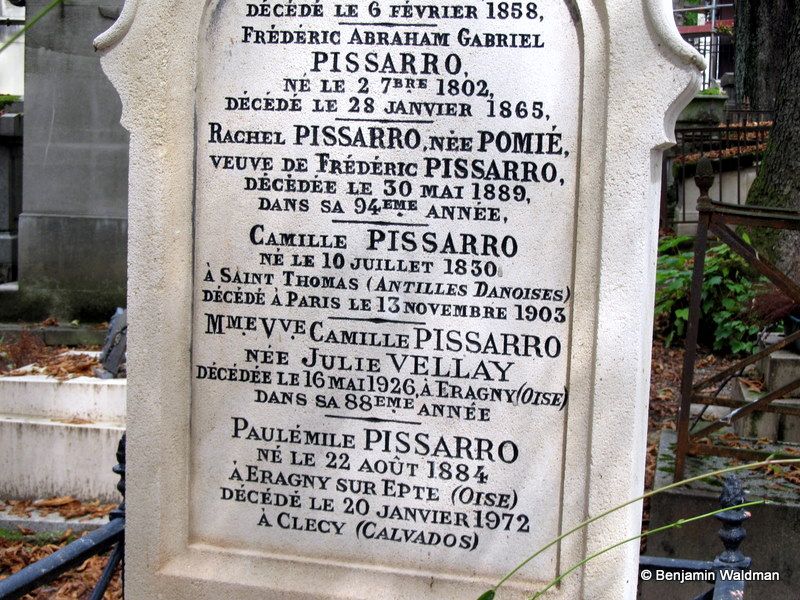 DÉCÉDÉ LE 6 FÉVRIER 1858,
FRÉDÉRIC ABRAHAM GABRIEL
PISSARRO,
NÉ LE 2 7BRE 1802,
DÉCÉDÉ LE 28 JANVIER 1865,
RACHEL PISSARRO, NÉE POMIÉ,
VEUVE DE FRÉDÉRIC PISSARRO,
DÉCÉDÉE LE 30 MAI 1889,
DANS SA 94EME ANNÉE,
CAMILLE PISSARRO
NÉ LE 10 JUILLET 1830
À SAINT THOMAS (ANTILLES DANOISES)
DÉCÉDÉ À PARIS LE 13 NOVEMBRE 1903
MME VVE CAMILLE PISSARRO
NÉE JULIE VELLAY
DÉCÉDÉE LE 16 MAI 1926, À ERAGNY (OISE)
DANS SA 88EME ANNÉE
PAULÉMILE PISSARRO
NÉ LE 22 AOÛT 1884
À ERAGNY SUR EPTE (OISE)
DÉCÉDÉ LE 20 JANVIER 1972
À CLECY (CALVADOS)
© Benjamin Waldman